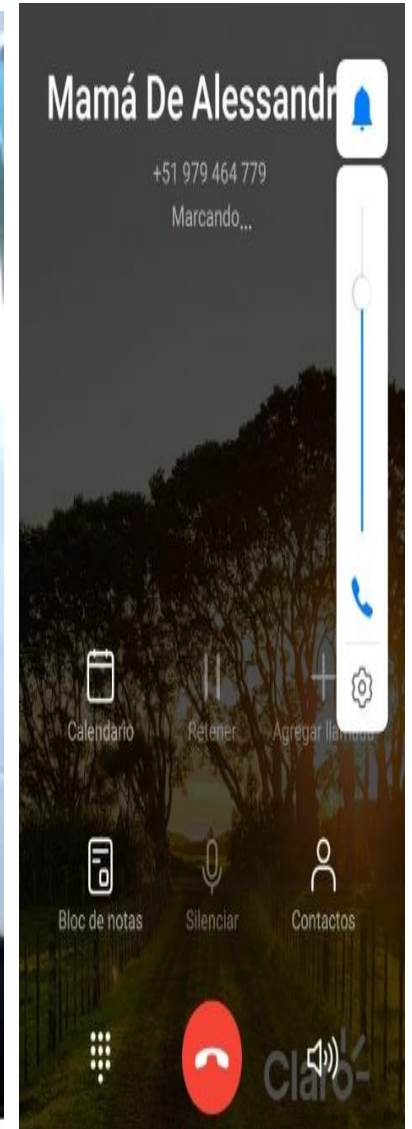 Mamá De Alessandr
+51 979 464 779
Marcando...
Calendario
Retener
Agregar llamada
Bloc de notas
Silenciar
Contactos
Claro